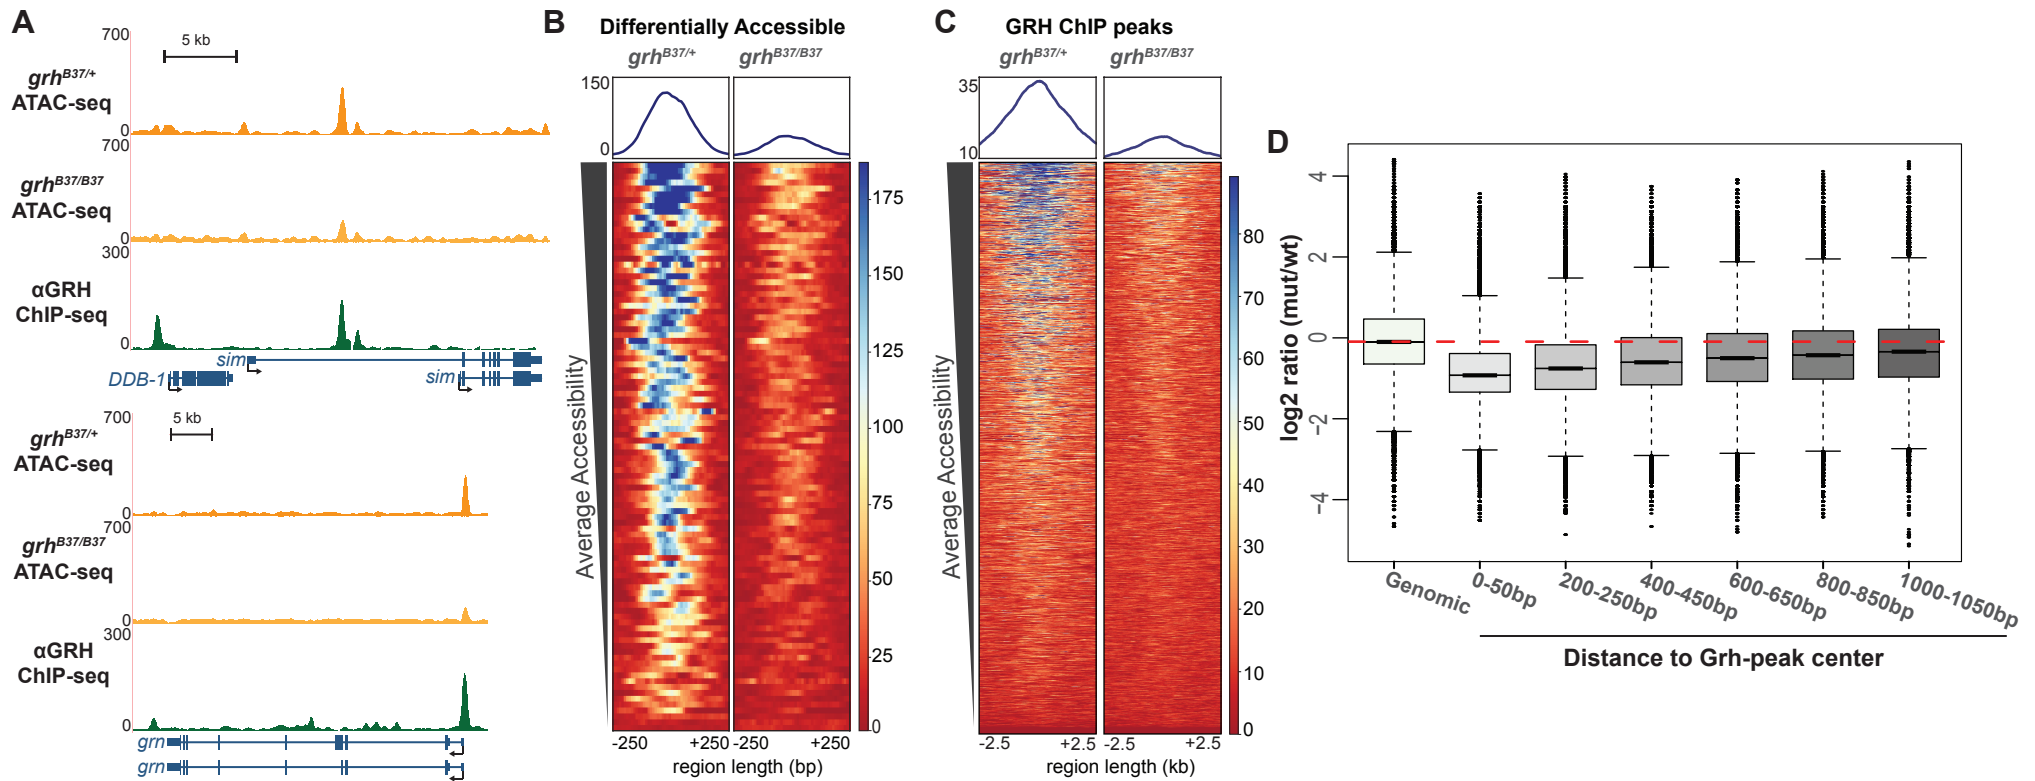 A
700
5 kb
grhB37/+
ATAC-seq
0
700
grhB37/B37
ATAC-seq
0
300
αGRH
ChIP-seq
0
sim
DDB-1
sim
700
5 kb
grhB37/+
ATAC-seq
0
700
grhB37/B37
ATAC-seq
0
300
αGRH
ChIP-seq
0
grn
grn
B
Differentially Accessible
grhB37/+ grhB37/B37
150
0
Average Accessibility
175
150
125
100
75
50
25
0
-250 +250 -250 +250
region length (bp)
C
GRH ChIP peaks
grhB37/+ grhB37/B37
35
10
Average Accessibility
80
70
60
50
40
30
20
10
0
-2.5 +2.5 -2.5 +2.5
region length (kb)
D
log2 ratio (mut/wt)
4
2
0
−2
−4
Genomic
0-50bp
200-250bp
400-450bp
600-650bp
800-850bp
1000-1050bp
Distance to Grh-peak center